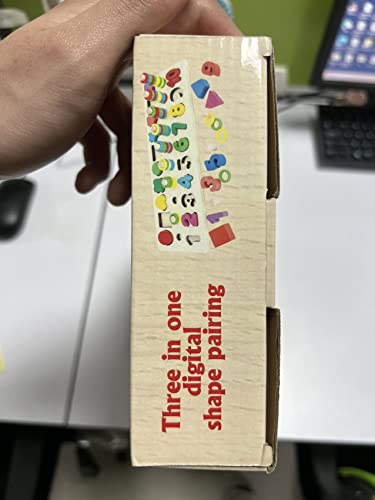 Three in one
digital
shape pairing